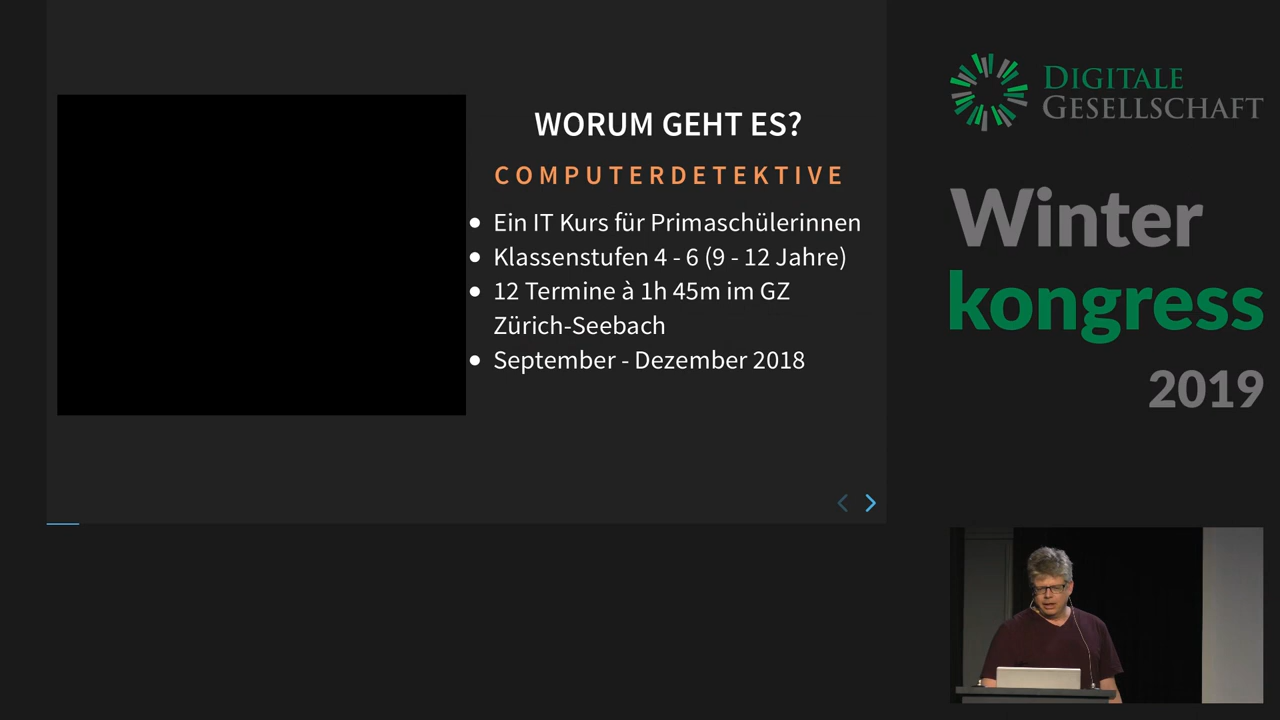 WORUM GEHT ES?
COMPUTERDETEKTIVE
Ein IT Kurs für Primaschülerinnen
Klassenstufen 4 - 6 (9 - 12 Jahre)
12 Termine à 1h 45m im GZ
Zürich-Seebach
September - Dezember 2018
DIGITALE
GESELLSCHAFT
Winter
kongress
2019